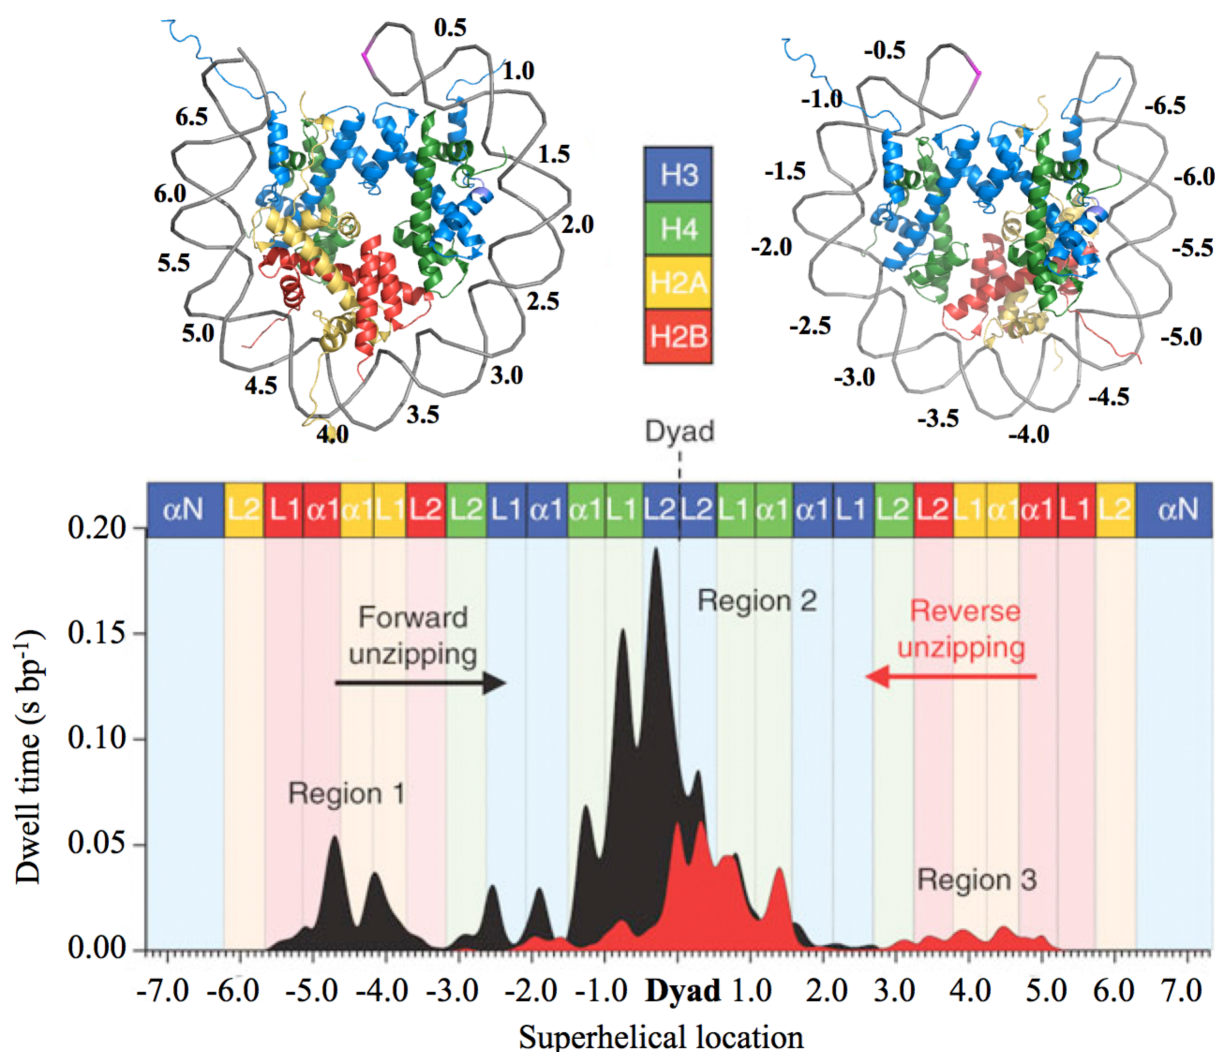 0.5
1.0
1.5
2.0
2.5
3.0
3.5
4.0
4.5
5.0
5.5
6.0
6.5
-0.5
-1.0
-1.5
-2.0
-2.5
-3.0
-3.5
-4.0
-4.5
-5.0
-5.5
-6.0
-6.5
H3
H4
H2A
H2B
Dyad
αN L2 L1 α1 α1 L1 L2 L2 L1 α1 α1 L1 L2 L2 L1 α1 α1 L1 L2 L2 L1 α1 α1 L1 L2 αN
Dwell time (s bp⁻¹)
0.20
0.15
0.10
0.05
0.00
Forward
unzipping
Region 1
Region 2
Reverse
unzipping
Region 3
-7.0 -6.0 -5.0 -4.0 -3.0 -2.0 -1.0 Dyad 1.0 2.0 3.0 4.0 5.0 6.0 7.0
Superhelical location